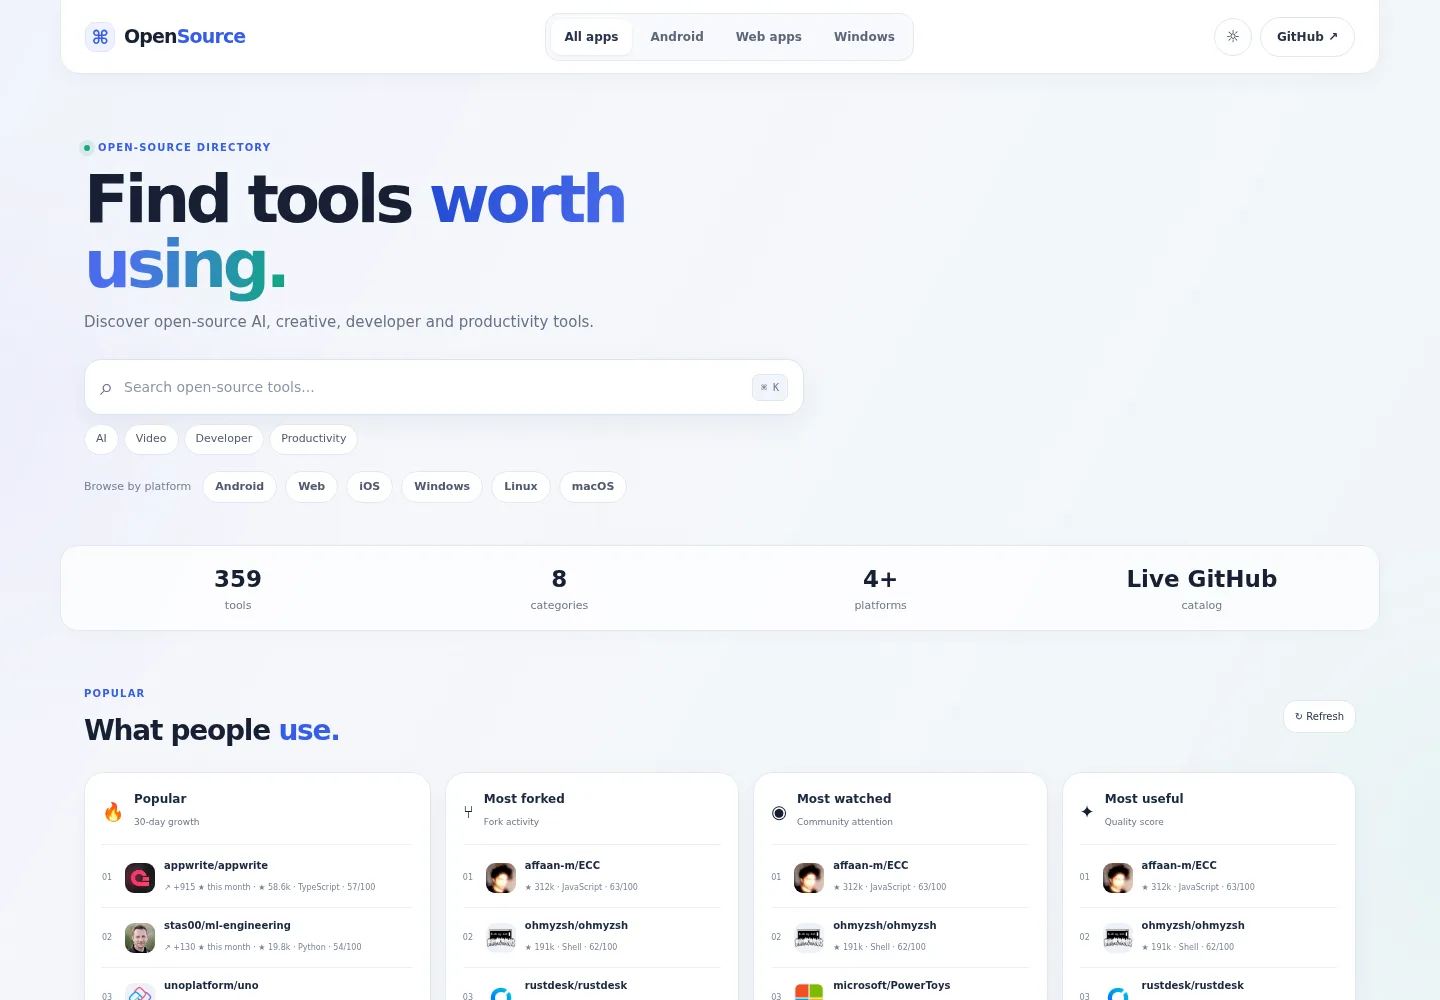 ⌘ OpenSource
All apps
Android
Web apps
Windows
☼
GitHub ↗
OPEN-SOURCE DIRECTORY
Find tools worth
using.
Discover open-source AI, creative, developer and productivity tools.
Search open-source tools...
⌘ K
AI
Video
Developer
Productivity
Browse by platform
Android
Web
iOS
Windows
Linux
macOS
359
tools
8
categories
4+
platforms
Live GitHub
catalog
POPULAR
What people use.
↻ Refresh
Popular
30-day growth
01
appwrite/appwrite
↗ +915 ★ this month · ★ 58.6k · TypeScript · 57/100
02
stas00/ml-engineering
↗ +130 ★ this month · ★ 19.8k · Python · 54/100
03
unoplatform/uno
Most forked
Fork activity
01
affaan-m/ECC
★ 312k · JavaScript · 63/100
02
ohmyzsh/ohmyzsh
★ 191k · Shell · 62/100
03
rustdesk/rustdesk
Most watched
Community attention
01
affaan-m/ECC
★ 312k · JavaScript · 63/100
02
ohmyzsh/ohmyzsh
★ 191k · Shell · 62/100
03
microsoft/PowerToys
Most useful
Quality score
01
affaan-m/ECC
★ 312k · JavaScript · 63/100
02
ohmyzsh/ohmyzsh
★ 191k · Shell · 62/100
03
rustdesk/rustdesk